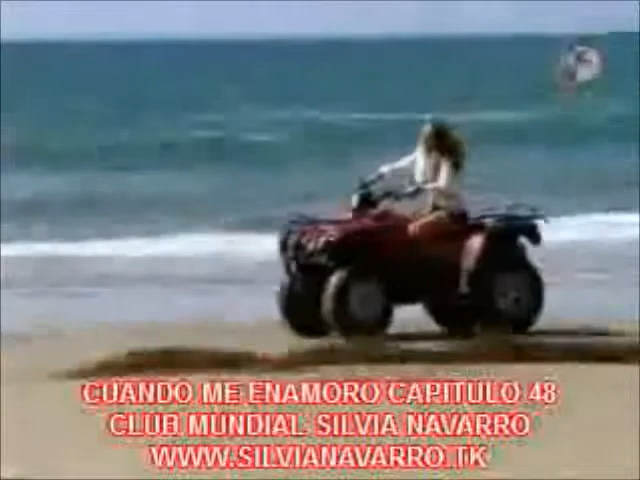 CUANDO ME ENAMORO CAPITULO 48
CLUB MUNDIAL SILVIA NAVARRO
WWW.SILVIANAVARRO.TK